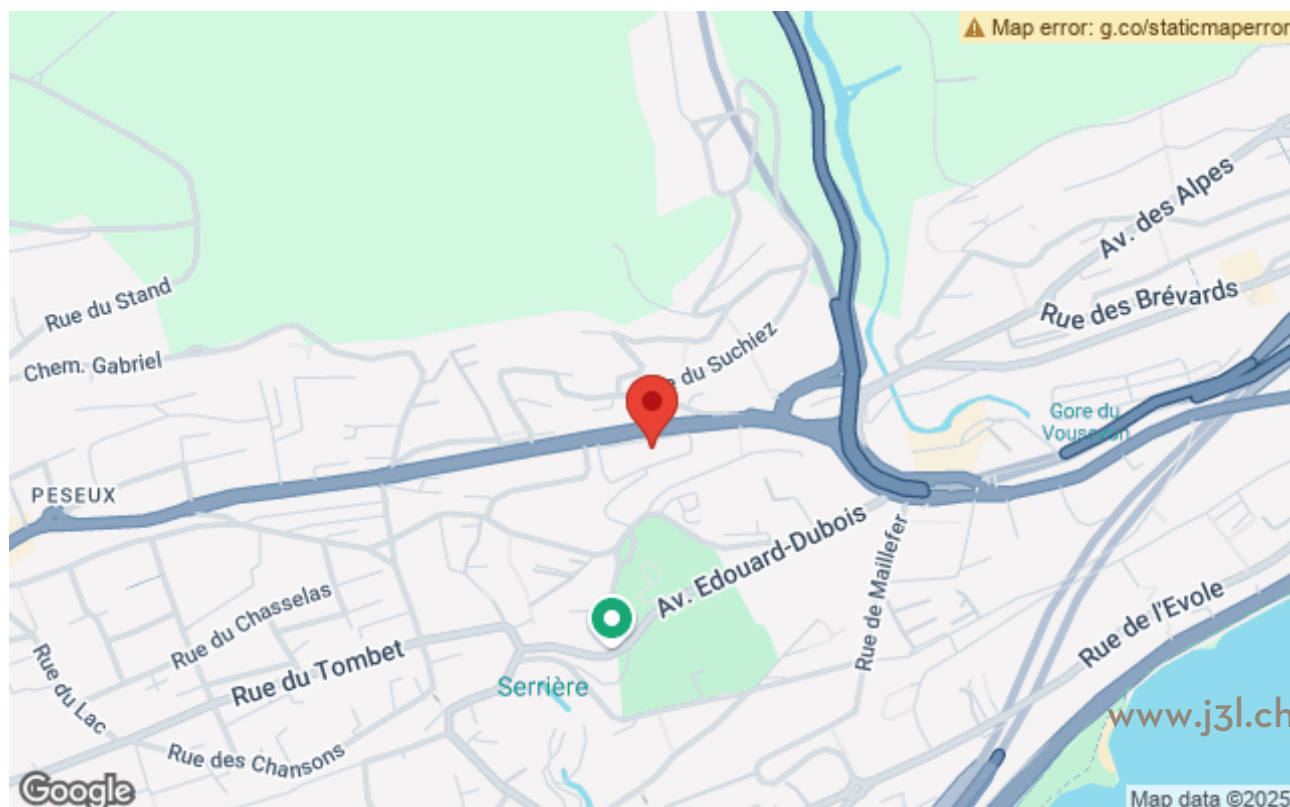 Map error: g.co/staticmaperror
Av. des Alpes
Rue du Stand
Rue des Brévards
Chem. Gabriel
du Suchiez
Gore du
PESEUX
Av. Edouard-Dubois
Rue de Maillefer
Rue du Chasselas
Rue de l'Evole
Rue du Tombet
Rue du Lac
Serrière
www.j3l.ch
Rue des Chansons
Google
Map data ©2025